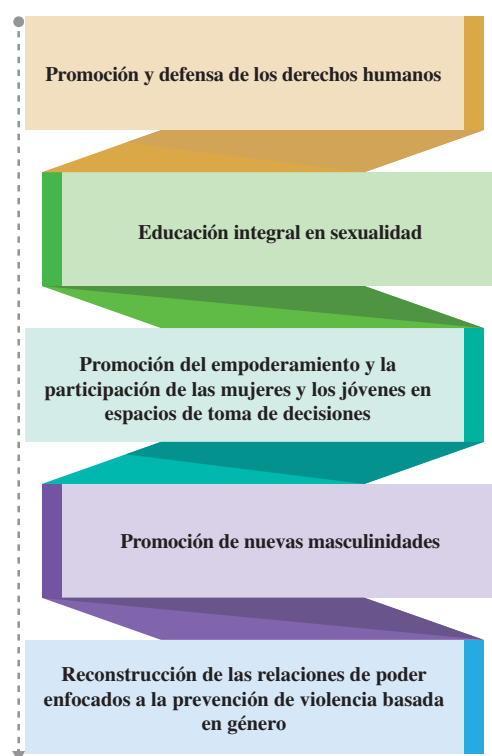 Promoción y defensa de los derechos humanos
Educación integral en sexualidad
Promoción del empoderamiento y la
participación de las mujeres y los jóvenes en
espacios de toma de decisiones
Promoción de nuevas masculinidades
Reconstrucción de las relaciones de poder
enfocados a la prevención de violencia basada
en género